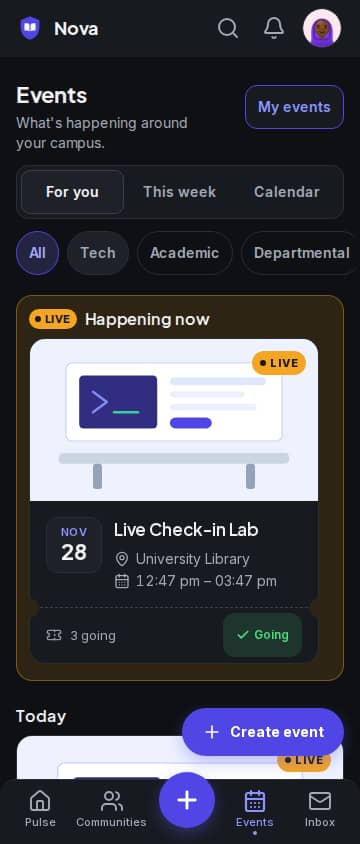 Nova
Events
What's happening around
your campus.
My events
For you
This week
Calendar
All
Tech
Academic
Departmental
LIVE
Happening now
LIVE
NOV
28
Live Check-in Lab
University Library
12:47 pm – 03:47 pm
3 going
Going
Today
Create event
LIVE
Pulse
Communities
Events
Inbox